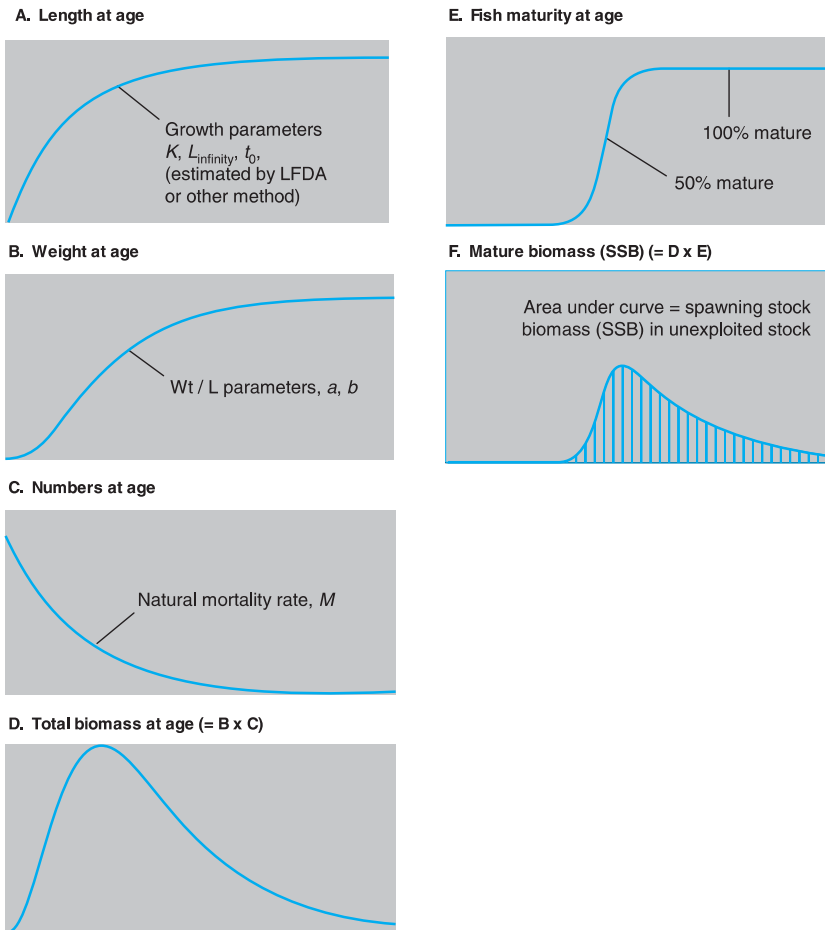 A. Length at age
Growth parameters
K, Linfinity, t0,
(estimated by LFDA
or other method)
B. Weight at age
Wt / L parameters, a, b
C. Numbers at age
Natural mortality rate, M
D. Total biomass at age (= B x C)
E. Fish maturity at age
100% mature
50% mature
F. Mature biomass (SSB) (= D x E)
Area under curve = spawning stock
biomass (SSB) in unexploited stock